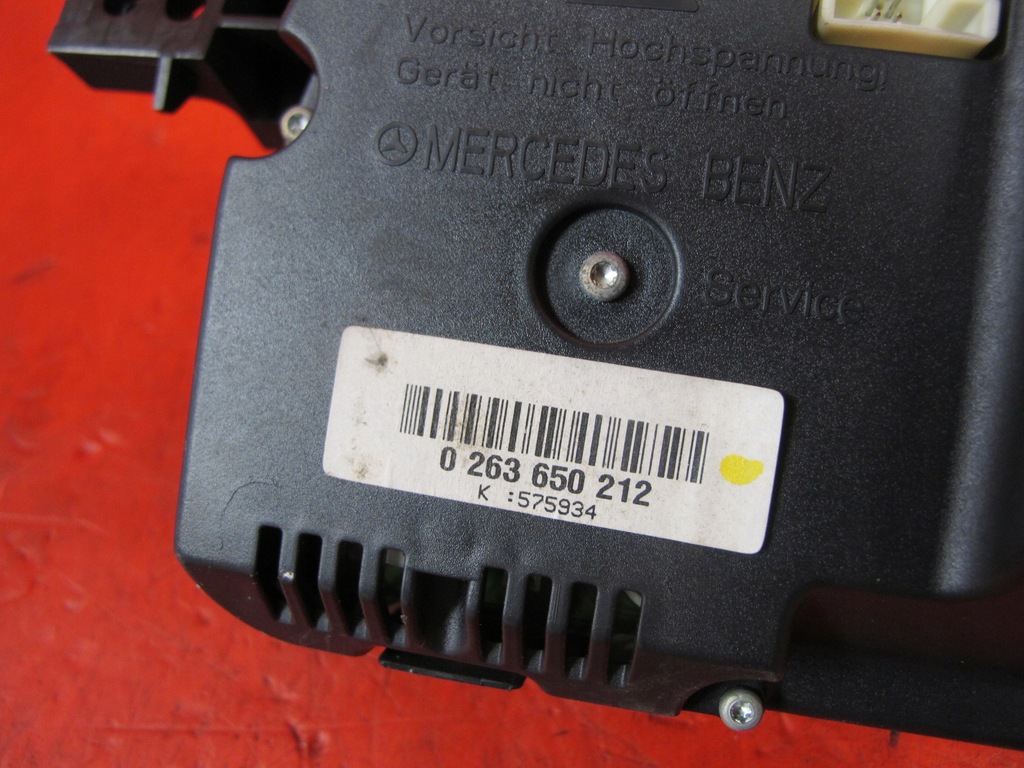 Vorsicht Hochspannung!
Gerät nicht öffnen
MERCEDES BENZ
Service
0 263 650 212
K :575934